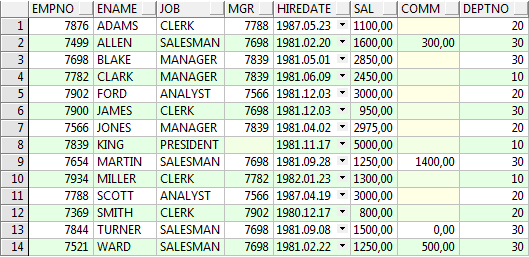 EMPNO ENAME JOB MGR HIREDATE SAL COMM DEPTNO
1 7876 ADAMS CLERK 7788 1987.05.23 1100,00 20
2 7499 ALLEN SALESMAN 7698 1981.02.20 1600,00 300,00 30
3 7698 BLAKE MANAGER 7839 1981.05.01 2850,00 30
4 7782 CLARK MANAGER 7839 1981.06.09 2450,00 10
5 7902 FORD ANALYST 7566 1981.12.03 3000,00 20
6 7900 JAMES CLERK 7698 1981.12.03 950,00 30
7 7566 JONES MANAGER 7839 1981.04.02 2975,00 20
8 7839 KING PRESIDENT 1981.11.17 5000,00 10
9 7654 MARTIN SALESMAN 7698 1981.09.28 1250,00 1400,00 30
10 7934 MILLER CLERK 7782 1982.01.23 1300,00 10
11 7788 SCOTT ANALYST 7566 1987.04.19 3000,00 20
12 7369 SMITH CLERK 7902 1980.12.17 800,00 20
13 7844 TURNER SALESMAN 7698 1981.09.08 1500,00 0,00 30
14 7521 WARD SALESMAN 7698 1981.02.22 1250,00 500,00 30